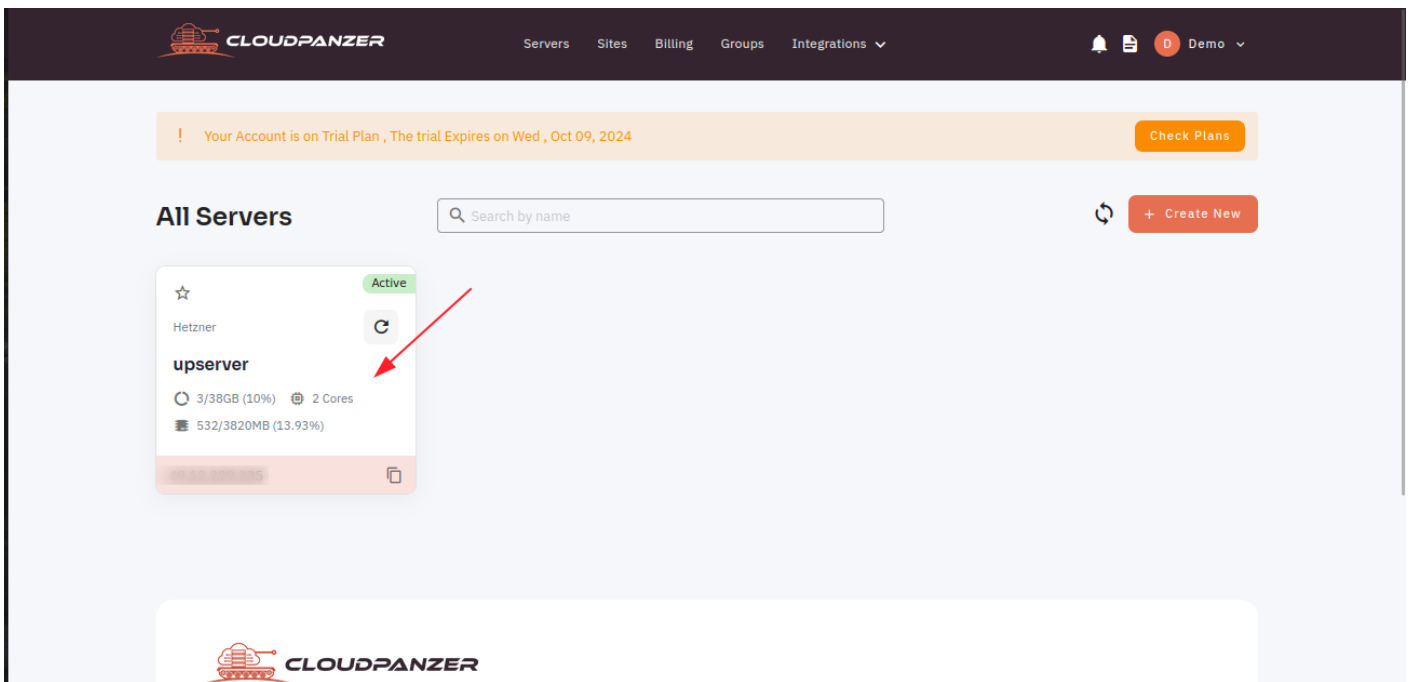 CLOUDPANZER Servers Sites Billing Groups Integrations D Demo
! Your Account is on Trial Plan , The trial Expires on Wed , Oct 09, 2024 Check Plans
All Servers Search by name + Create New
Active
Hetzner
upserver
3/38GB (10%) 2 Cores
532/3820MB (13.93%)
CLOUDPANZER